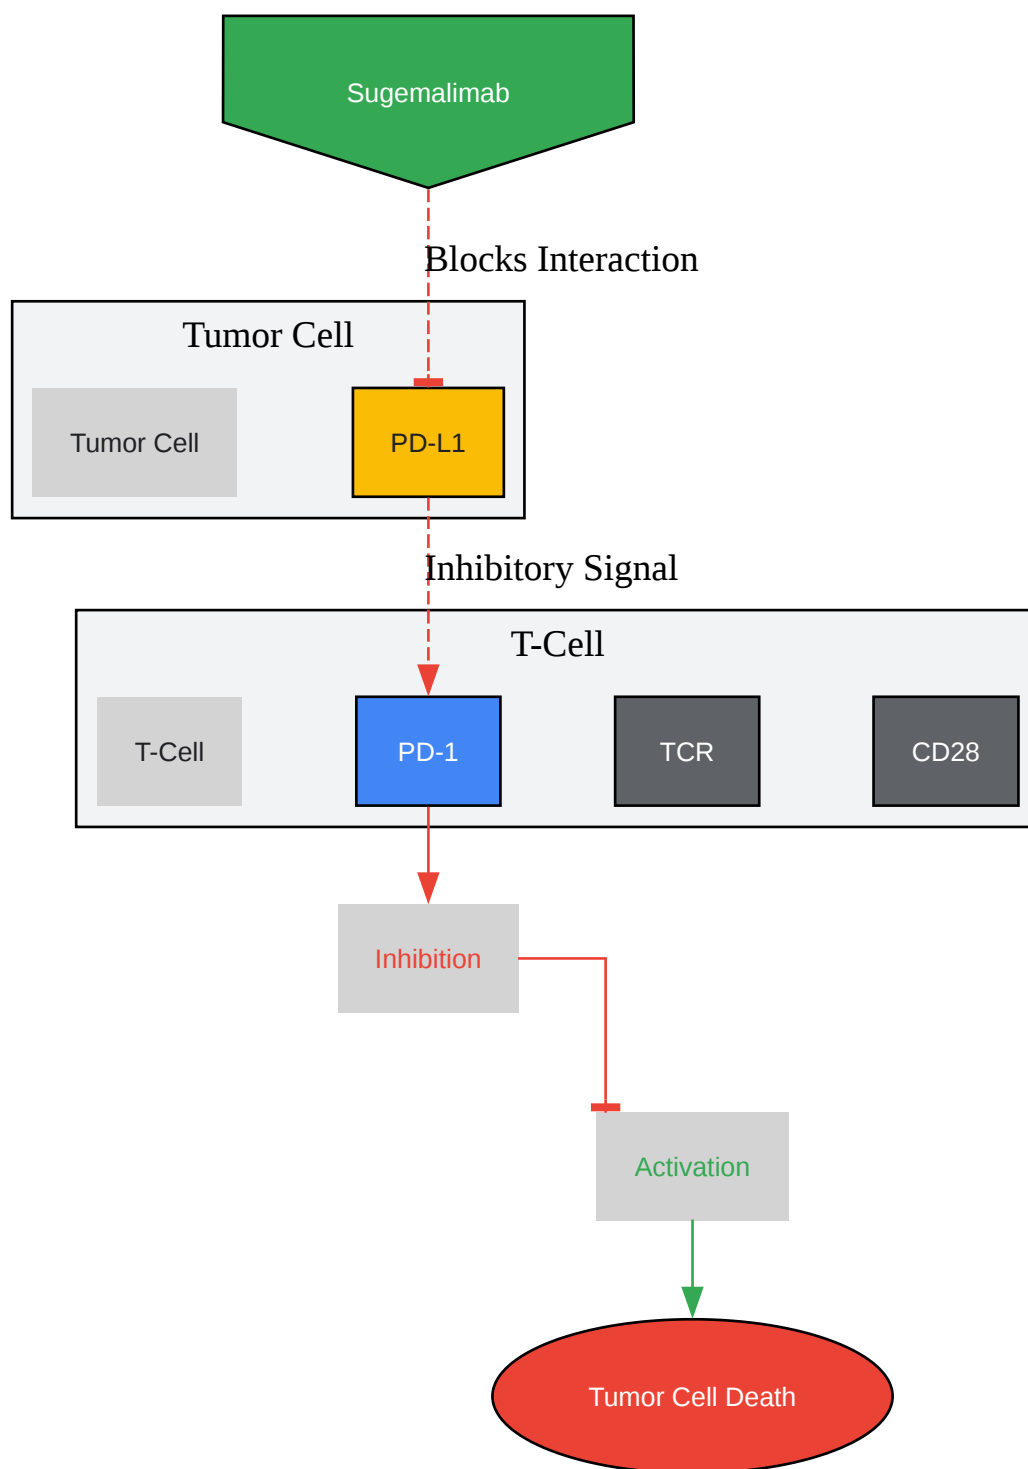 Sugemalimab
Blocks Interaction
Tumor Cell
Tumor Cell
PD-L1
Inhibitory Signal
T-Cell
T-Cell
PD-1
TCR
CD28
Inhibition
Activation
Tumor Cell Death